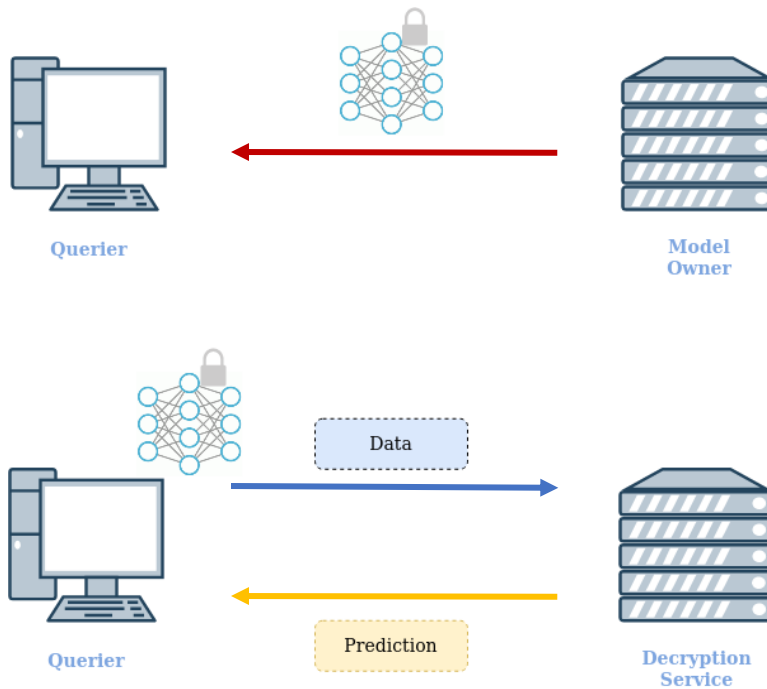 Querier
Model
Owner
Data
Prediction
Querier
Decryption
Service